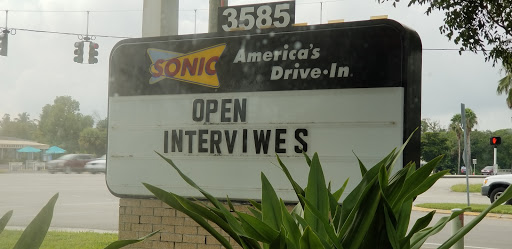 3585
SONIC
America's
Drive-In
OPEN
INTERVIWES